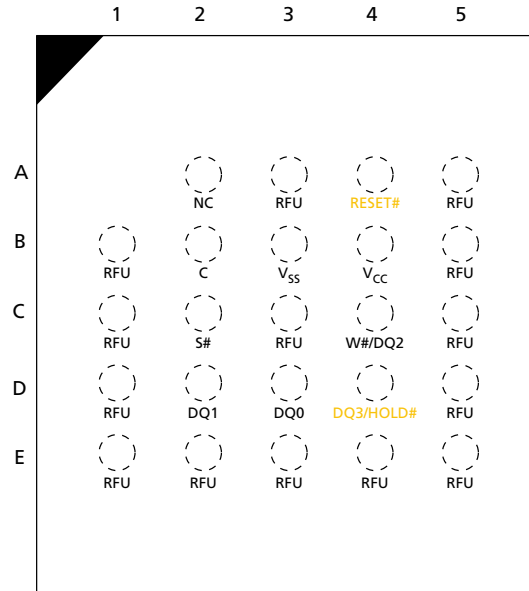 1 2 3 4 5
A
NC RFU RESET# RFU
B
RFU C VSS VCC RFU
C
RFU S# RFU W#/DQ2 RFU
D
RFU DQ1 DQ0 DQ3/HOLD# RFU
E
RFU RFU RFU RFU RFU